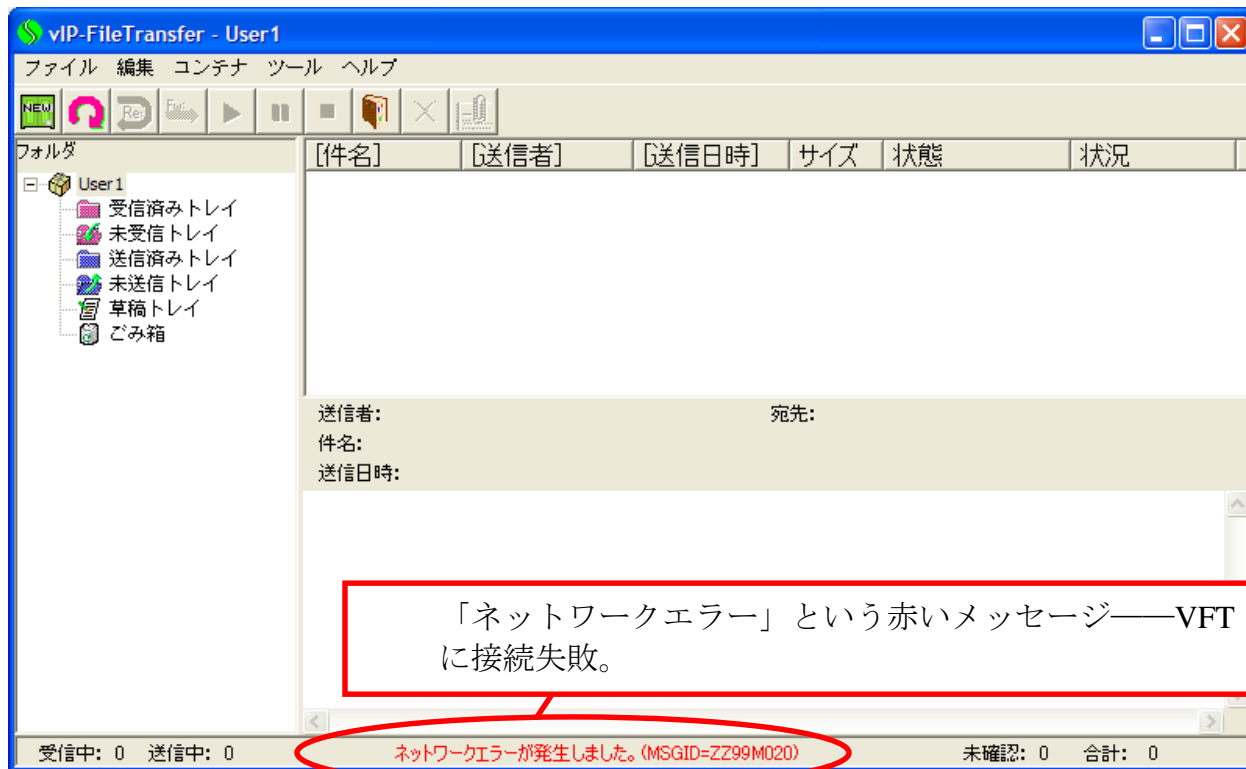 vIP-FileTransfer - User1
ファイル 編集 コンテナ ツール ヘルプ
NEW Re: Fw:
フォルダ
[件名] [送信者] [送信日時] サイズ 状態 状況
User1
受信済みトレイ
未受信トレイ
送信済みトレイ
未送信トレイ
草稿トレイ
ごみ箱
送信者: 宛先:
件名:
送信日時:
「ネットワークエラー」という赤いメッセージ――VFT
に接続失敗。
受信中: 0 送信中: 0 ネットワークエラーが発生しました。(MSGID=ZZ99M020) 未確認: 0 合計: 0